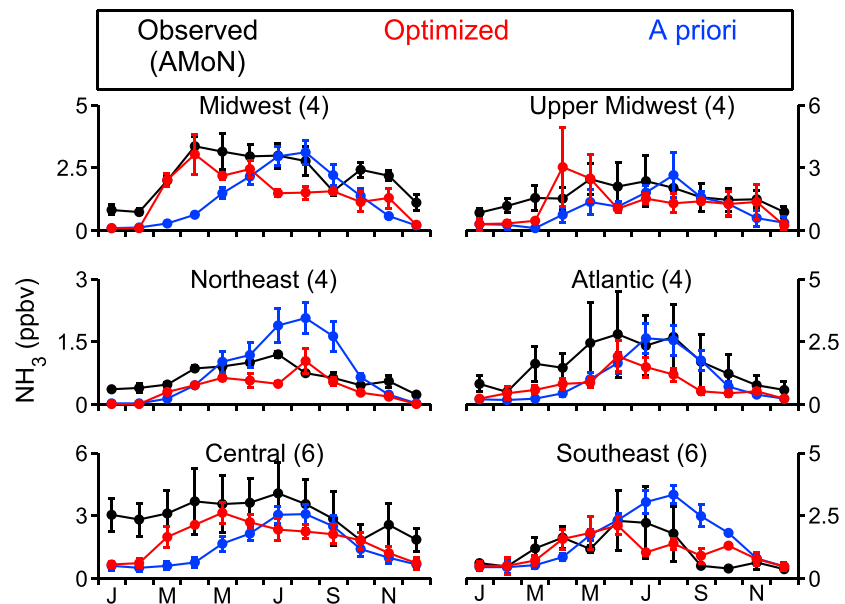 Observed Optimized A priori
(AMoN)
Midwest (4) Upper Midwest (4)
5 6
2.5 3
0 0
Northeast (4) Atlantic (4)
3 5
1.5 2.5
0 0
NH3 (ppbv)
Central (6) Southeast (6)
6 5
3 2.5
0 0
J M M J S N J M M J S N